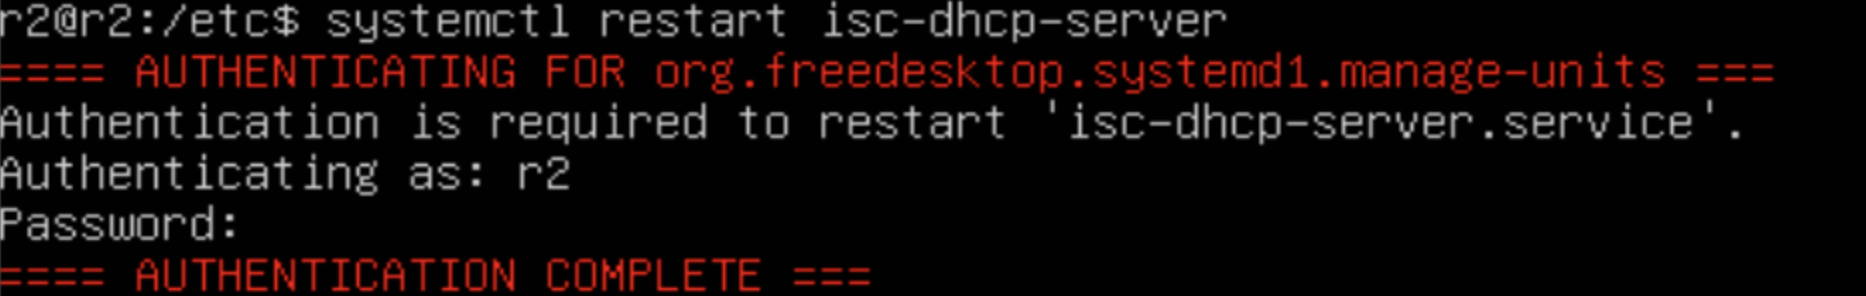 r2@r2:/etc$ systemctl restart isc-dhcp-server
==== AUTHENTICATING FOR org.freedesktop.systemd1.manage-units ===
Authentication is required to restart 'isc-dhcp-server.service'.
Authenticating as: r2
Password:
==== AUTHENTICATION COMPLETE ===